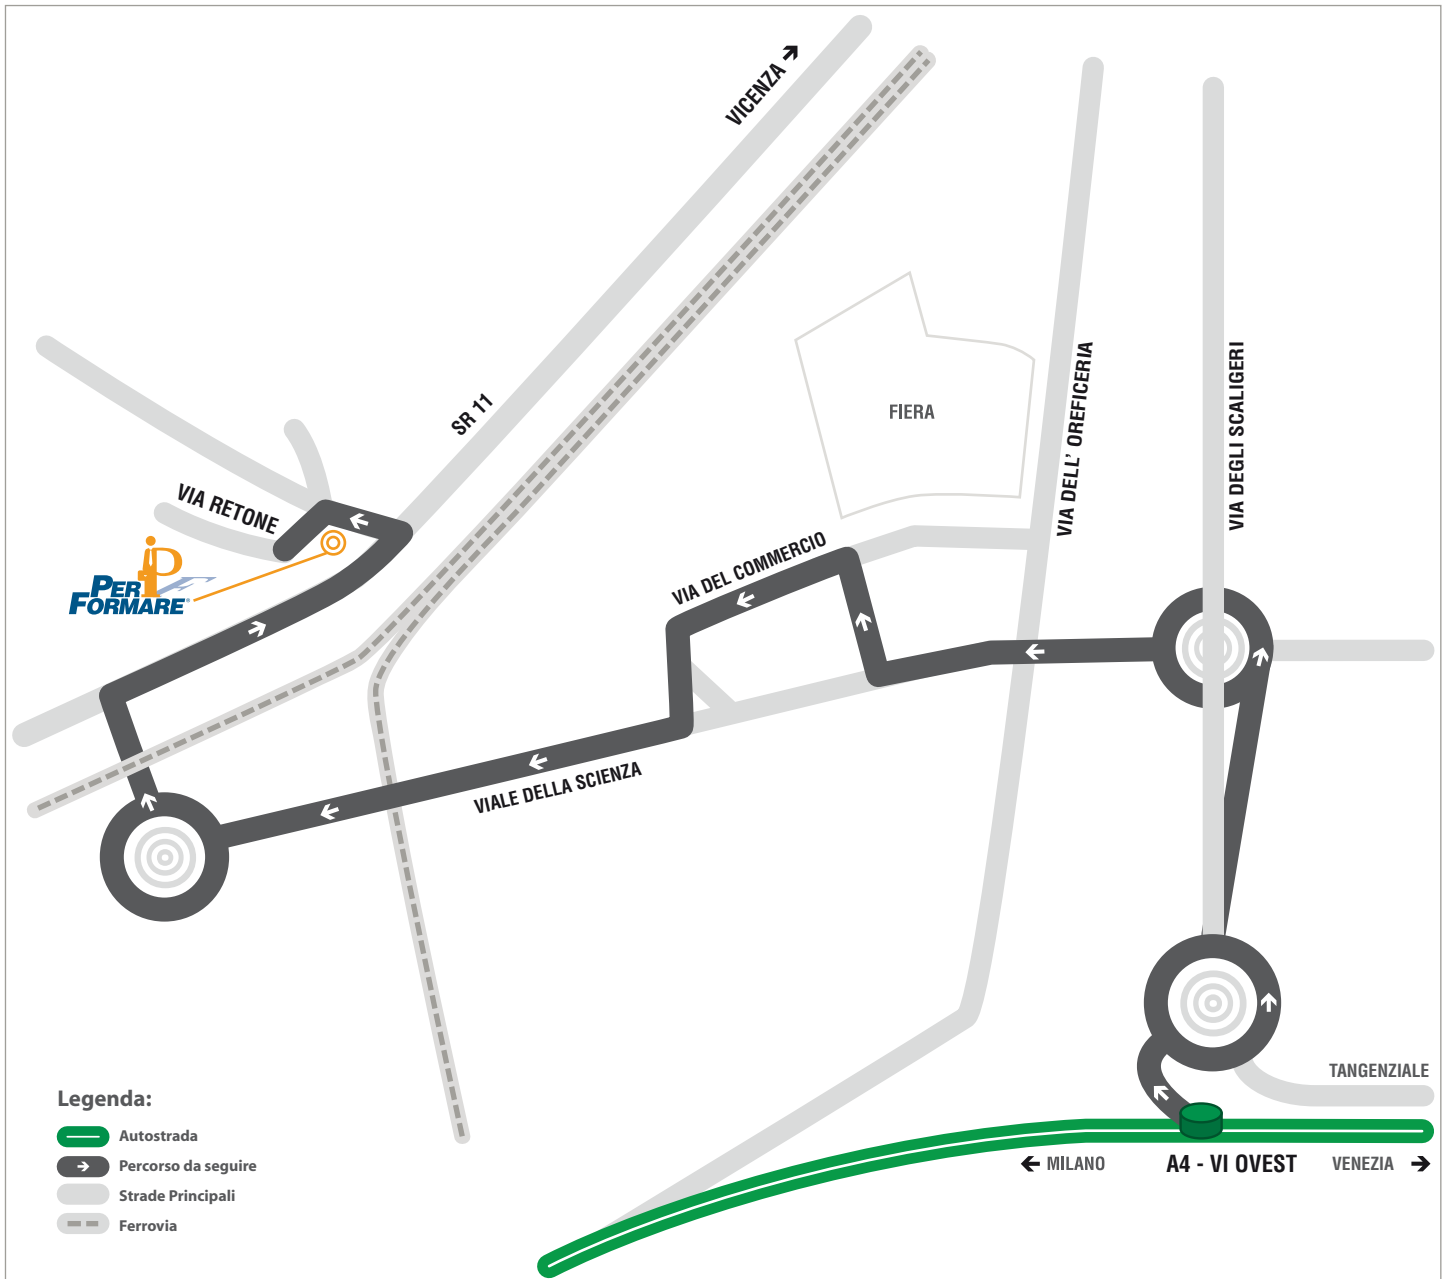 VICENZA
SR 11
FIERA
VIA DELL' OREFICERIA
VIA DEGLI SCALIGERI
VIA RETONE
iP
PER
FORMARE
VIA DEL COMMERCIO
VIALE DELLA SCIENZA
TANGENZIALE
MILANO
A4 - VI OVEST
VENEZIA
Legenda:
Autostrada
Percorso da seguire
Strade Principali
Ferrovia